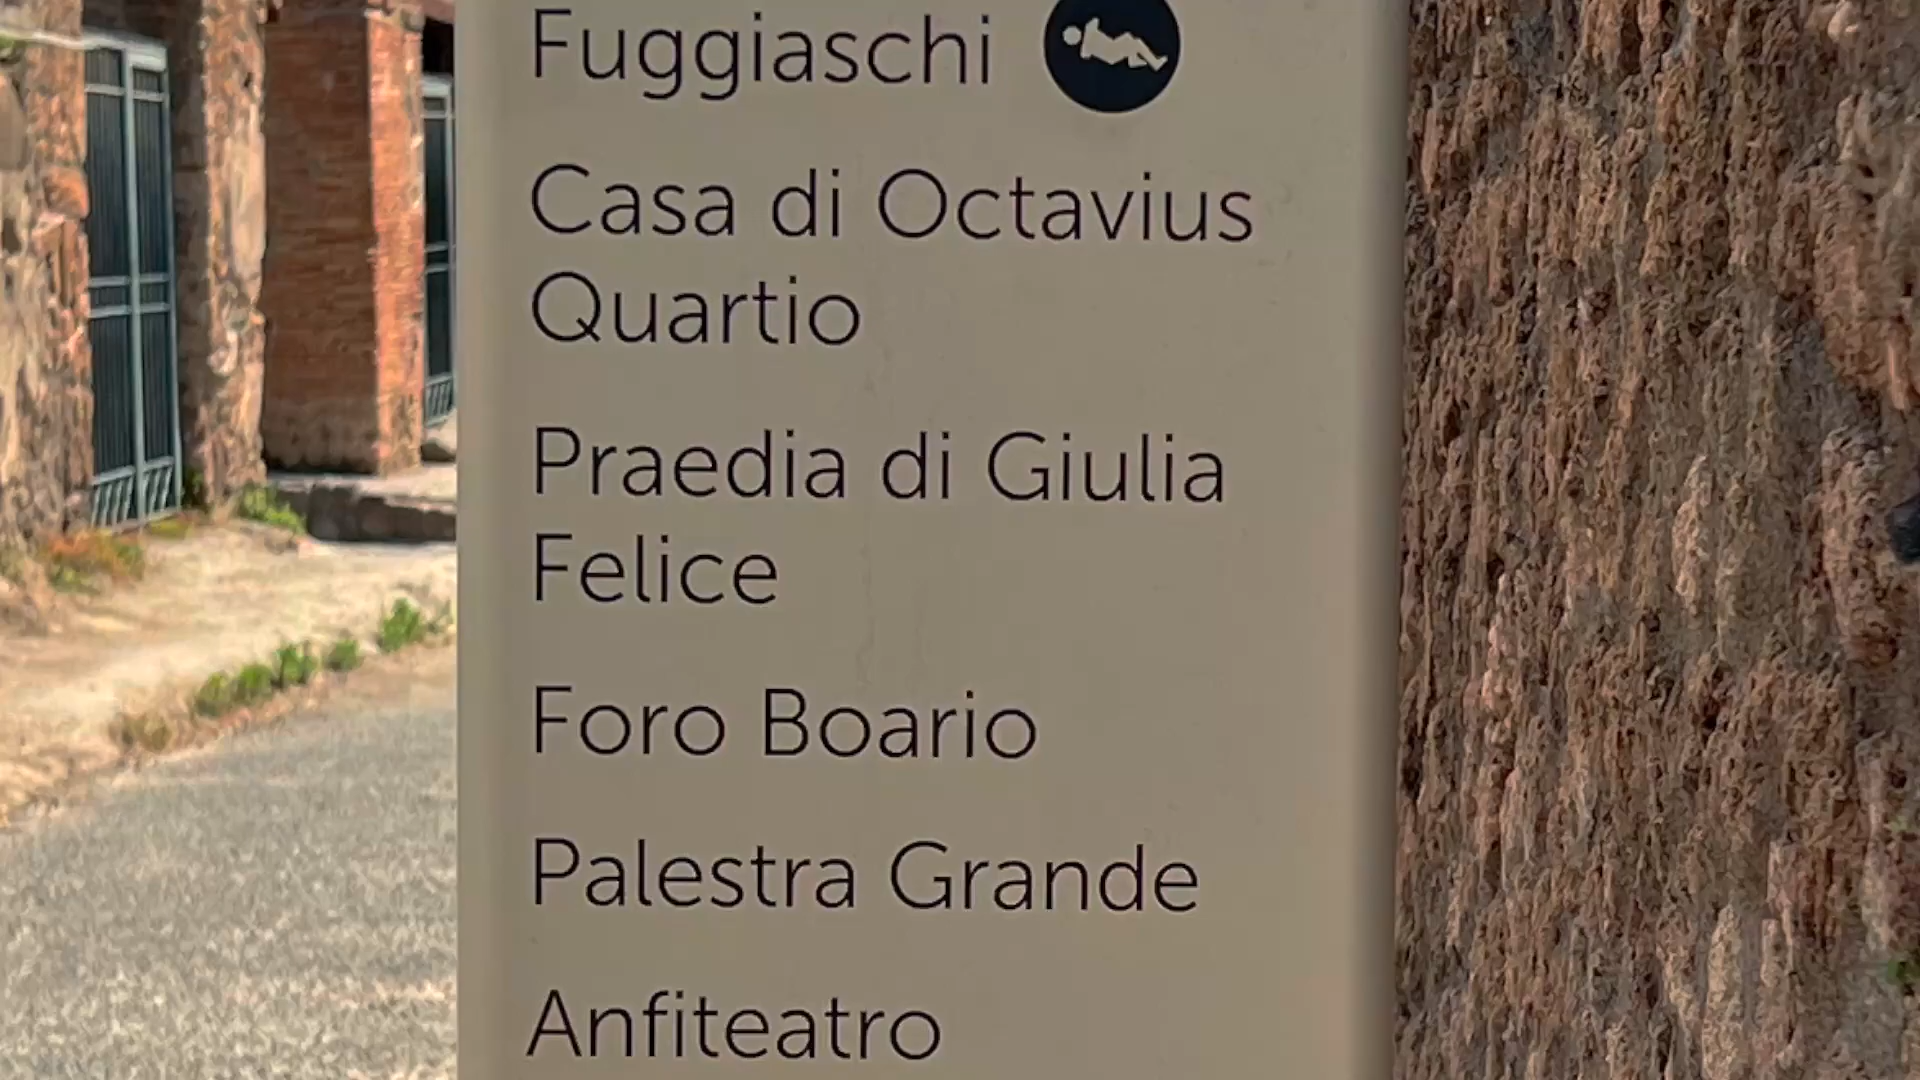 Fuggiaschi
Casa di Octavius
Quartio
Praedia di Giulia
Felice
Foro Boario
Palestra Grande
Anfiteatro